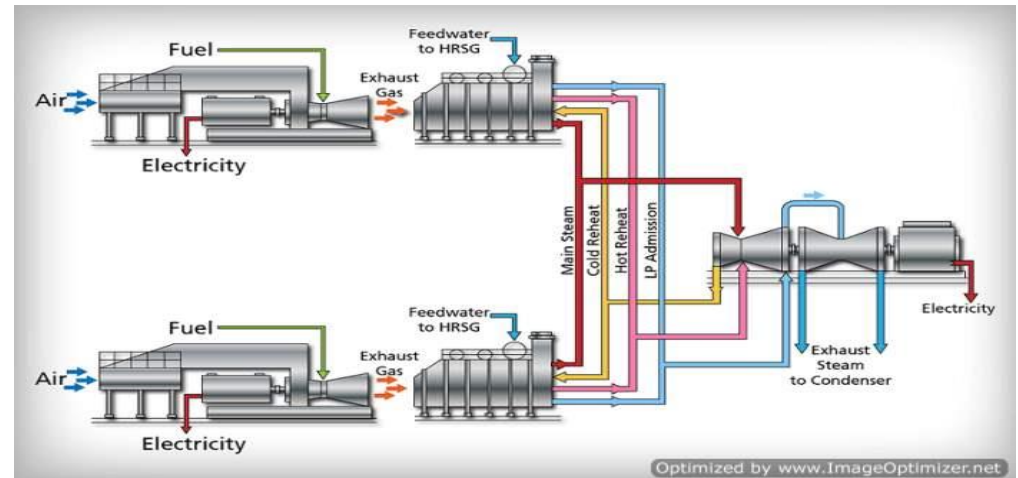 Fuel
Feedwater
to HRSG
Air
Exhaust
Gas
Electricity
Main Steam
Cold Reheat
Hot Reheat
LP Admission
Electricity
Exhaust
Steam
to Condenser
Fuel
Feedwater
to HRSG
Air
Exhaust
Gas
Electricity
Optimized by www.ImageOptimizer.net